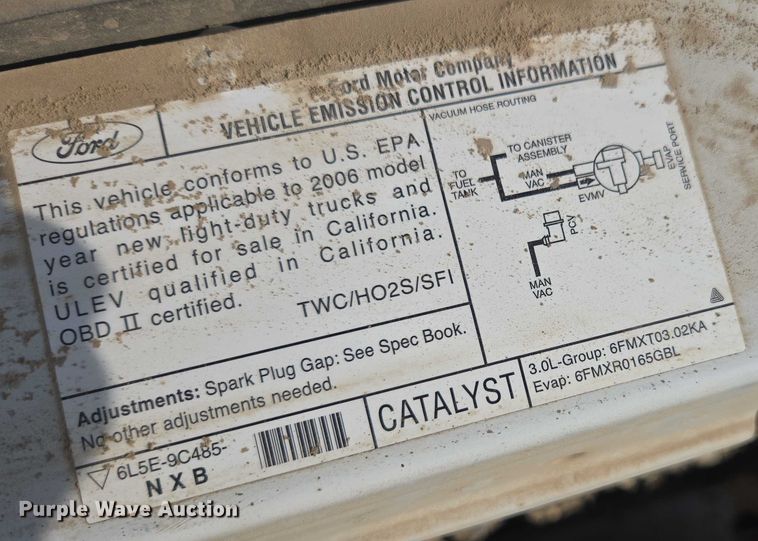 Ford Motor Company
VEHICLE EMISSION CONTROL INFORMATION
Ford
This vehicle conforms to U.S. EPA
regulations applicable to 2006 model
year new light-duty trucks and
is certified for sale in California.
ULEV qualified in California.
OBD II certified.
TWC/HO2S/SFI
VACUUM HOSE ROUTING
TO CANISTER
ASSEMBLY
TO
FUEL
TANK
MAN
VAC
EVMV
EVAP
SERVICE PORT
PCV
MAN
VAC
Adjustments: Spark Plug Gap: See Spec Book.
No other adjustments needed.
6L5E-9C485-
NXB
CATALYST
3.0L-Group: 6FMXT03.02KA
Evap: 6FMXR0165GBL
Purple Wave Auction